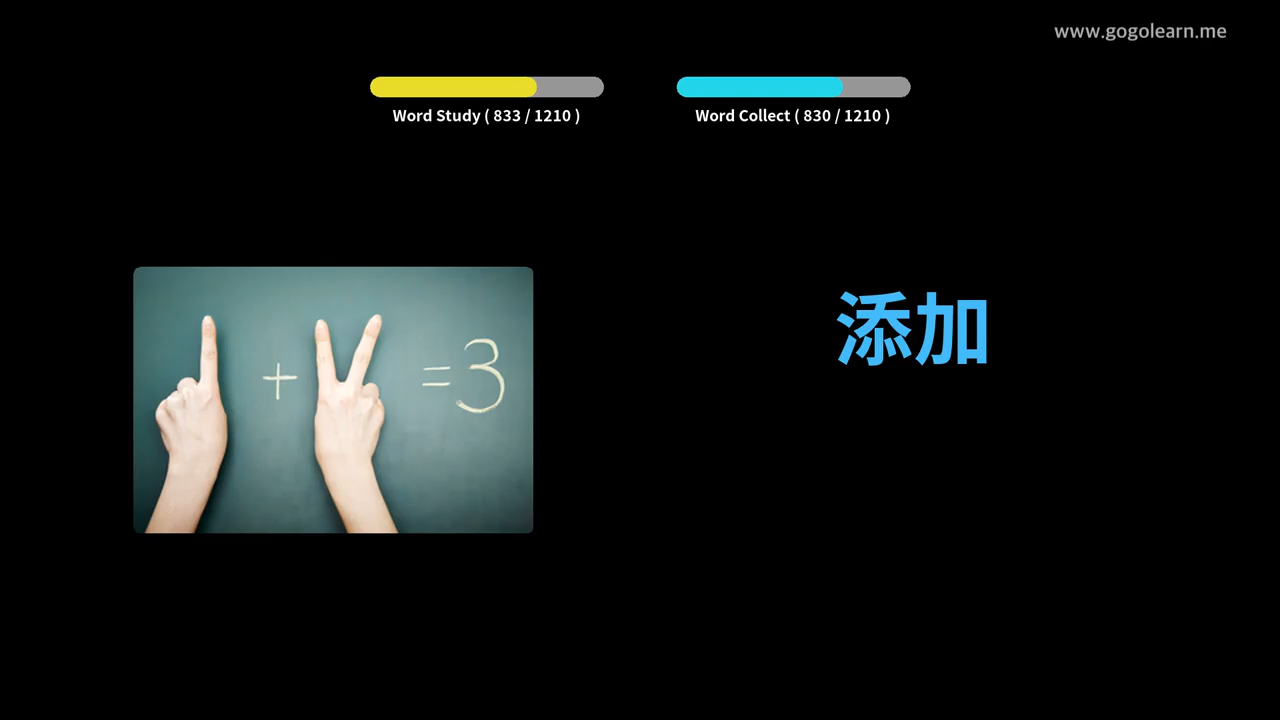 www.gogolearn.me
Word Study ( 833 / 1210 )
Word Collect ( 830 / 1210 )
+ =3
添加